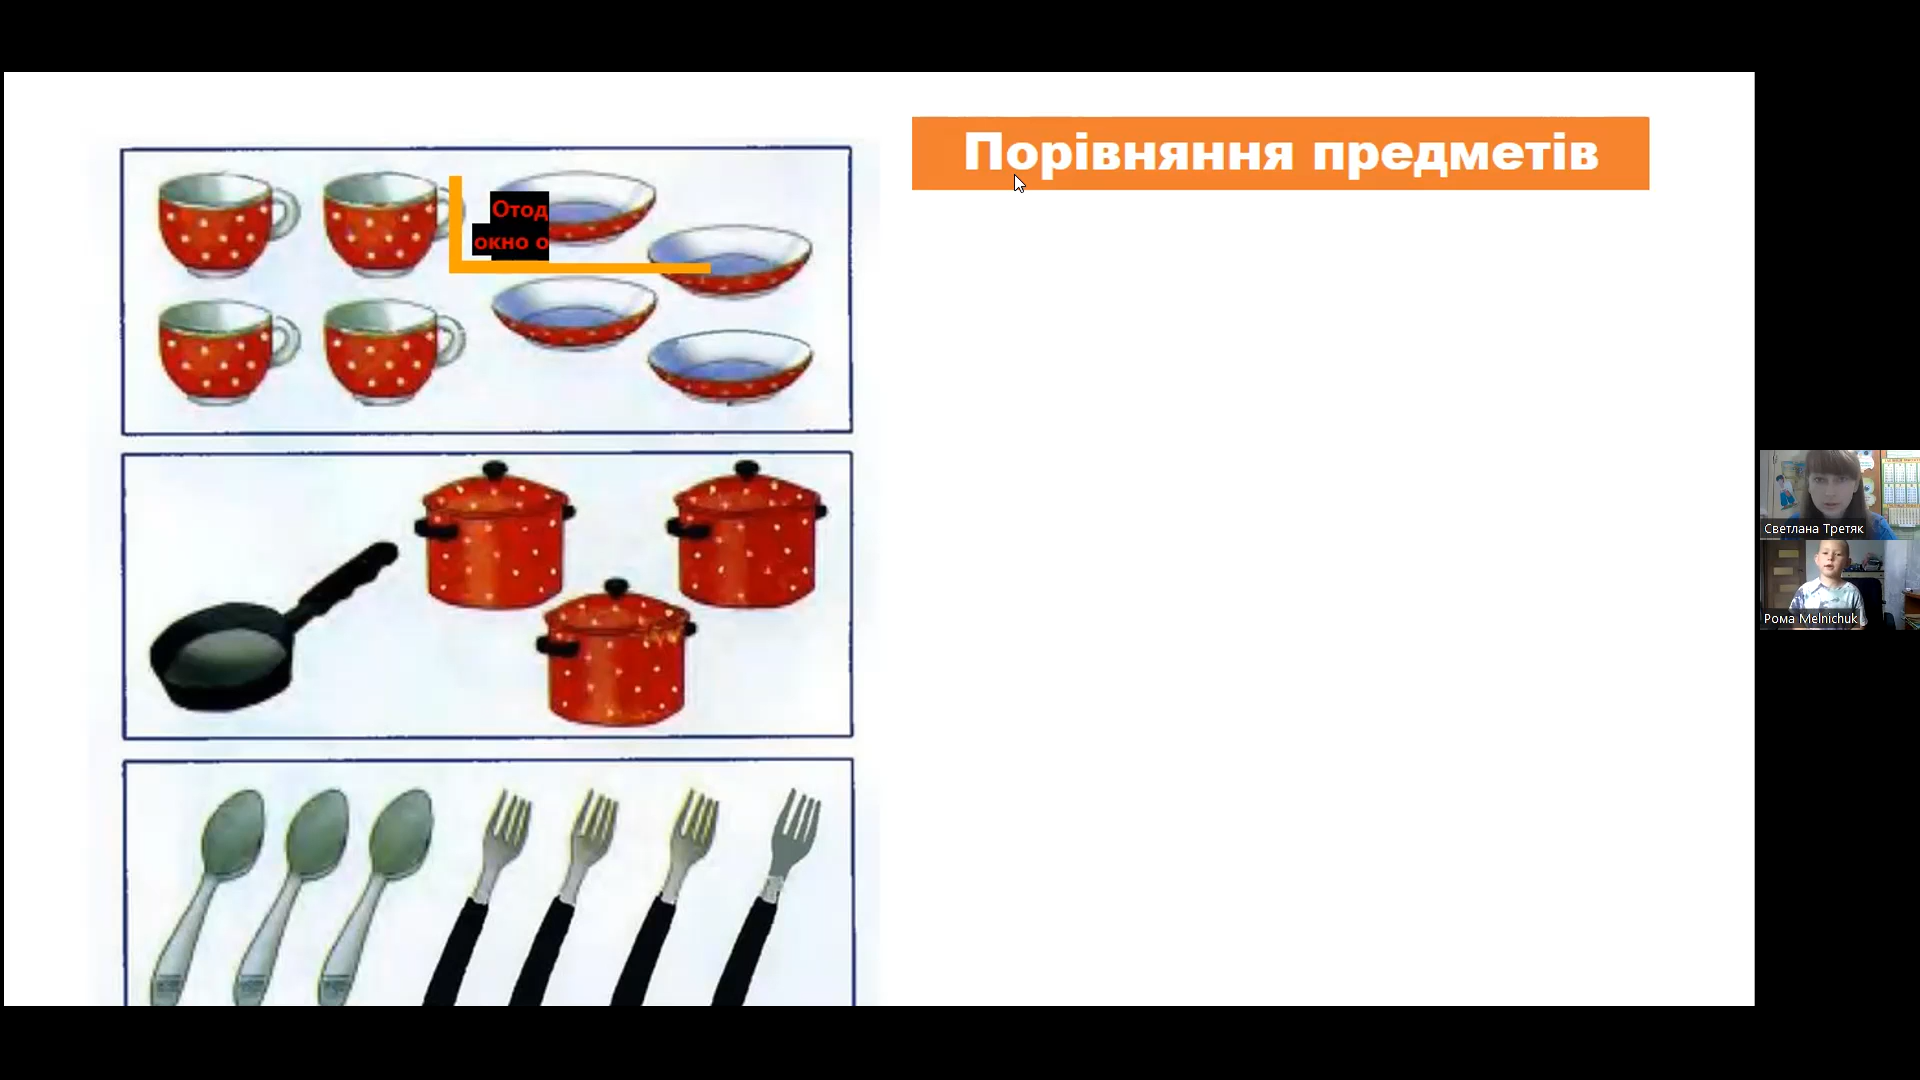 Порівняння предметів
Отод
окно о
Светлана Третяк
Рома Melnichuk